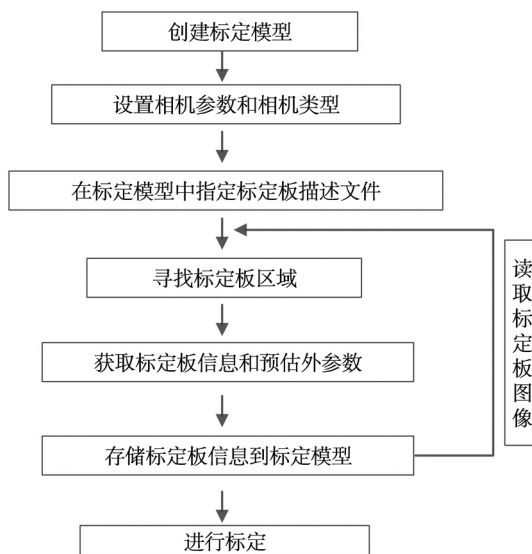 创建标定模型
设置相机参数和相机类型
在标定模型中指定标定板描述文件
寻找标定板区域
获取标定板信息和预估外参数
存储标定板信息到标定模型
进行标定
读取标定板图像